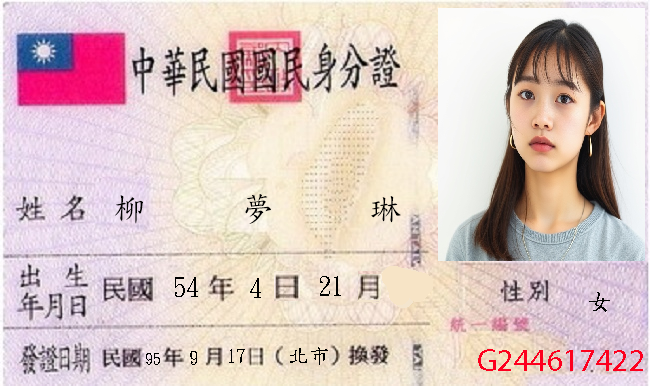 中華民國國民身分證
姓名 柳夢琳
出生年月日 民國 54 年 4 日 21 月
性別 女
統一編號
G244617422
發證日期 民國95年9月17日（北市）換發